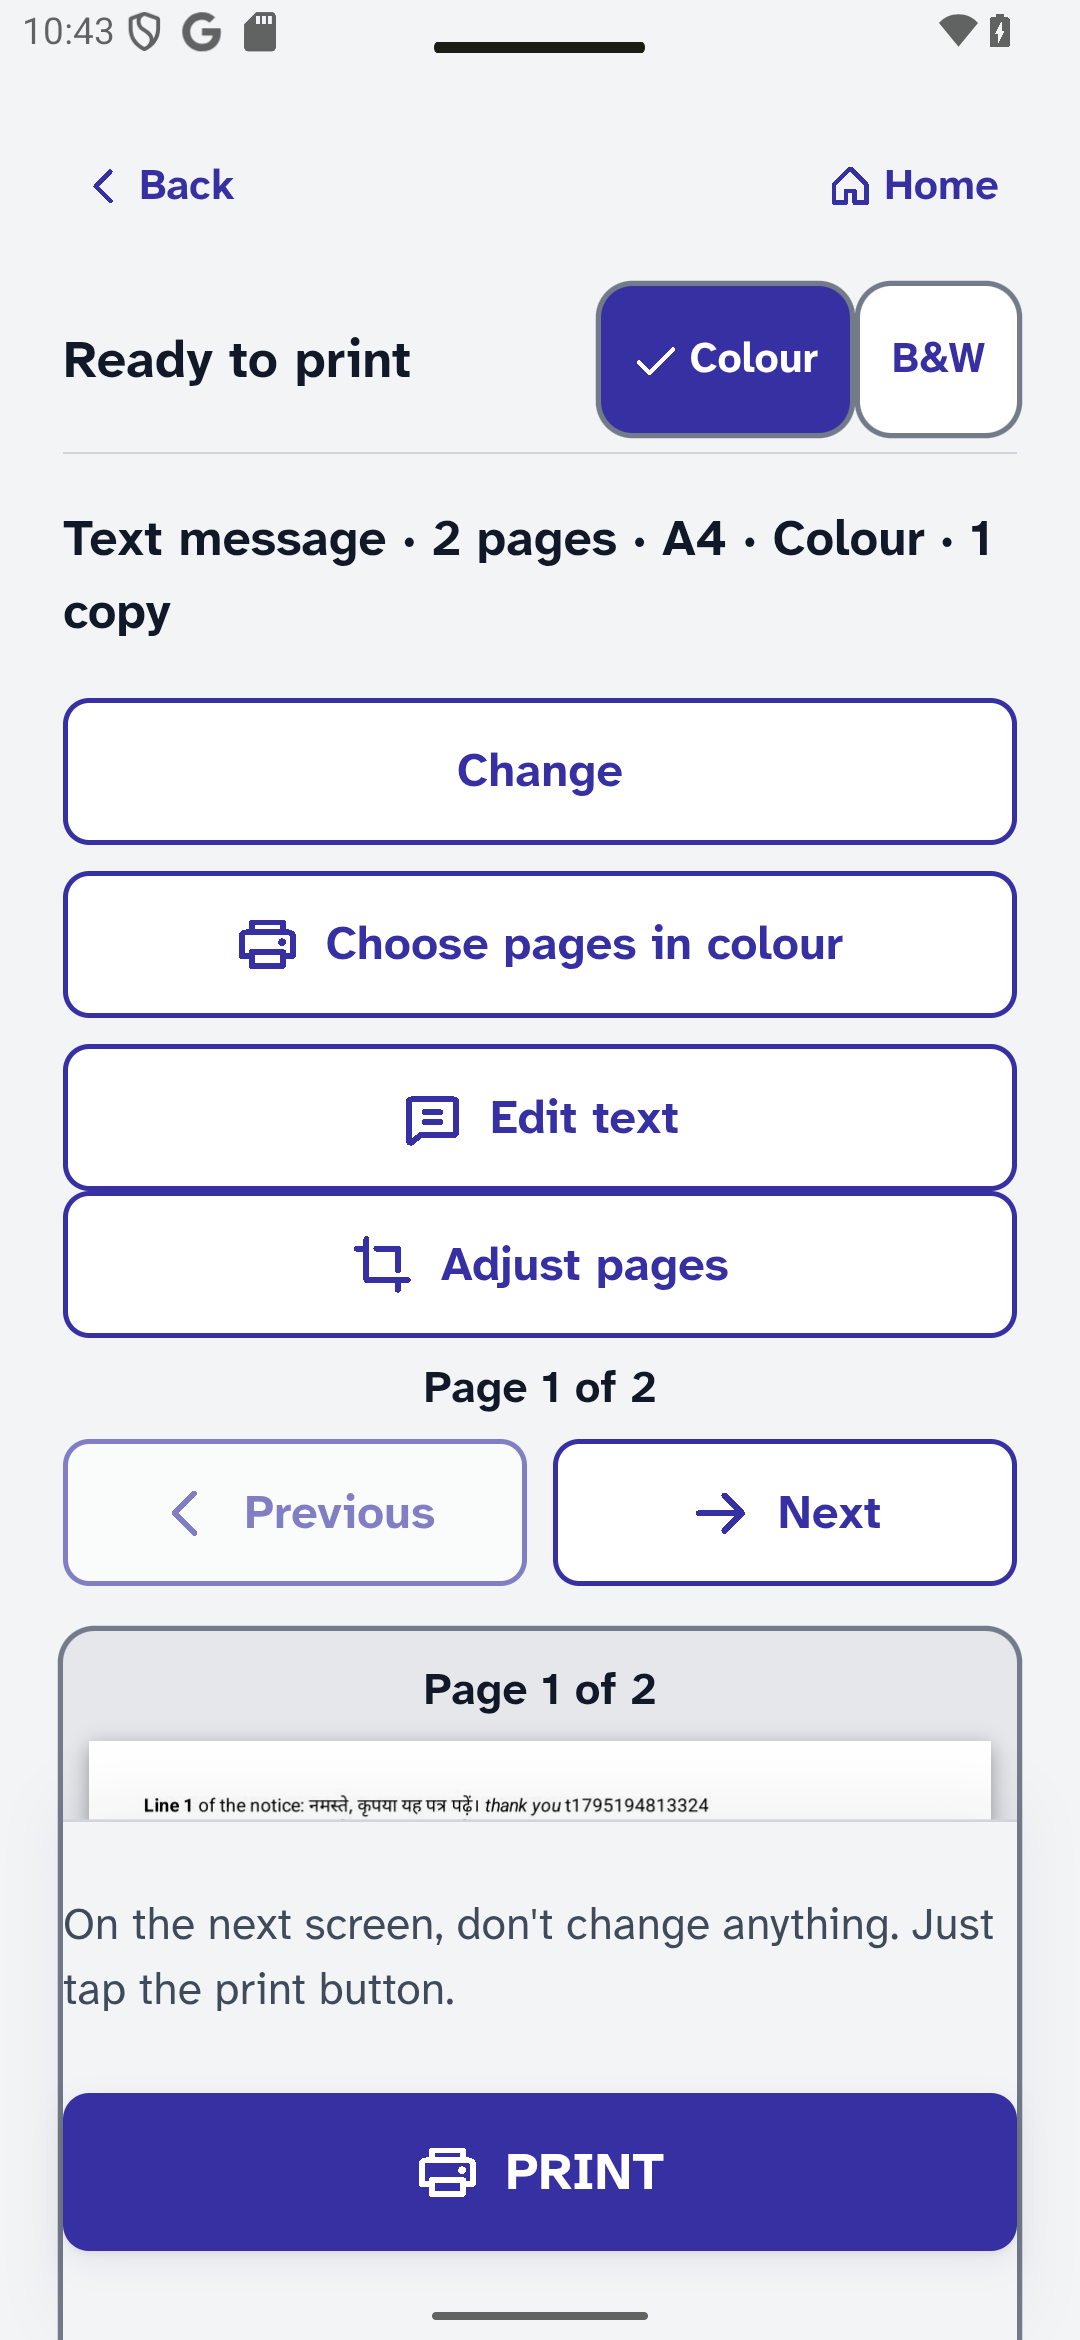 10:43
Back
Home
Ready to print
Colour
B&W
Text message · 2 pages · A4 · Colour · 1
copy
Change
Choose pages in colour
Edit text
Adjust pages
Page 1 of 2
Previous
Next
Page 1 of 2
Line 1 of the notice: नमस्ते, कृपया यह पत्र पढ़ें। thank you t1795194813324
On the next screen, don't change anything. Just
tap the print button.
PRINT